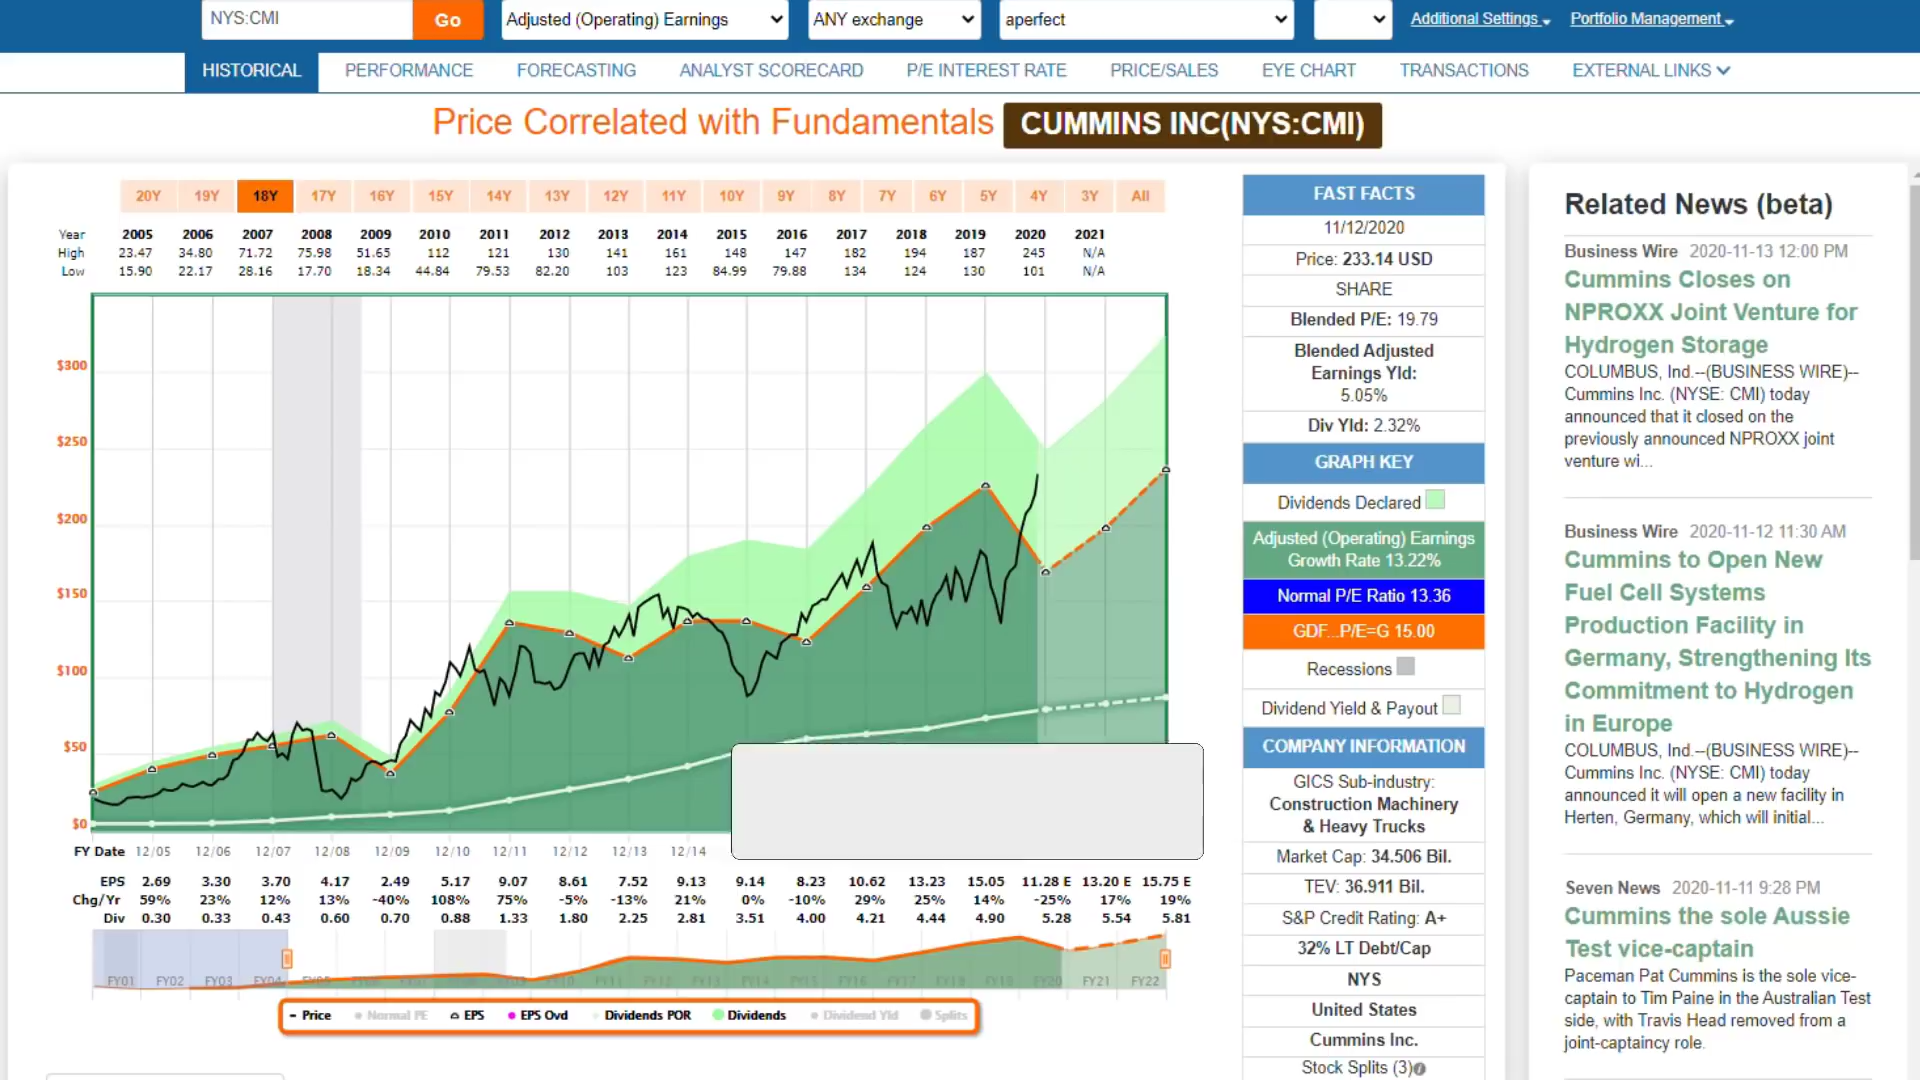 NYS:CMI Go Adjusted (Operating) Earnings ANY exchange aperfect Additional Settings Portfolio Management
HISTORICAL PERFORMANCE FORECASTING ANALYST SCORECARD P/E INTEREST RATE PRICE/SALES EYE CHART TRANSACTIONS EXTERNAL LINKS
Price Correlated with Fundamentals CUMMINS INC(NYS:CMI)
20Y 19Y 18Y 17Y 16Y 15Y 14Y 13Y 12Y 11Y 10Y 9Y 8Y 7Y 6Y 5Y 4Y 3Y All
Year 2005 2006 2007 2008 2009 2010 2011 2012 2013 2014 2015 2016 2017 2018 2019 2020 2021
High 23.47 34.80 71.72 75.98 51.65 112 121 130 141 161 148 147 182 194 187 245 N/A
Low 15.90 22.17 28.16 17.70 18.34 44.84 79.53 82.20 103 123 84.99 79.88 134 124 130 101 N/A
$300
$250
$200
$150
$100
$50
$0
FY Date 12/05 12/06 12/07 12/08 12/09 12/10 12/11 12/12 12/13 12/14
EPS 2.69 3.30 3.70 4.17 2.49 5.17 9.07 8.61 7.52 9.13 9.14 8.23 10.62 13.23 15.05 11.28 E 13.20 E 15.75 E
Chg/Yr 59% 23% 12% 13% -40% 108% 75% -5% -13% 21% 0% -10% 29% 25% 14% -25% 17% 19%
Div 0.30 0.33 0.43 0.60 0.70 0.88 1.33 1.80 2.25 2.81 3.51 4.00 4.21 4.44 4.90 5.28 5.54 5.81
FY01 FY02 FY03 FY04 FY05 FY10 FY11 FY12 FY13 FY14 FY15 FY16 FY17 FY18 FY19 FY20 FY21 FY22
Price Normal PE EPS EPS Ovd Dividends POR Dividends Dividend Yld Splits
FAST FACTS
11/12/2020
Price: 233.14 USD
SHARE
Blended P/E: 19.79
Blended Adjusted
Earnings Yld:
5.05%
Div Yld: 2.32%
GRAPH KEY
Dividends Declared
Adjusted (Operating) Earnings
Growth Rate 13.22%
Normal P/E Ratio 13.36
GDF...P/E=G 15.00
Recessions
Dividend Yield & Payout
COMPANY INFORMATION
GICS Sub-industry:
Construction Machinery
& Heavy Trucks
Market Cap: 34.506 Bil.
TEV: 36.911 Bil.
S&P Credit Rating: A+
32% LT Debt/Cap
NYS
United States
Cummins Inc.
Stock Splits (3)
Related News (beta)
Business Wire 2020-11-13 12:00 PM
Cummins Closes on
NPROXX Joint Venture for
Hydrogen Storage
COLUMBUS, Ind.--(BUSINESS WIRE)--
Cummins Inc. (NYSE: CMI) today
announced that it closed on the
previously announced NPROXX joint
venture wi...
Business Wire 2020-11-12 11:30 AM
Cummins to Open New
Fuel Cell Systems
Production Facility in
Germany, Strengthening Its
Commitment to Hydrogen
in Europe
COLUMBUS, Ind.--(BUSINESS WIRE)--
Cummins Inc. (NYSE: CMI) today
announced it will open a new facility in
Herten, Germany, which will initial...
Seven News 2020-11-11 9:28 PM
Cummins the sole Aussie
Test vice-captain
Paceman Pat Cummins is the sole vice-
captain to Tim Paine in the Australian Test
side, with Travis Head removed from a
joint-captaincy role.